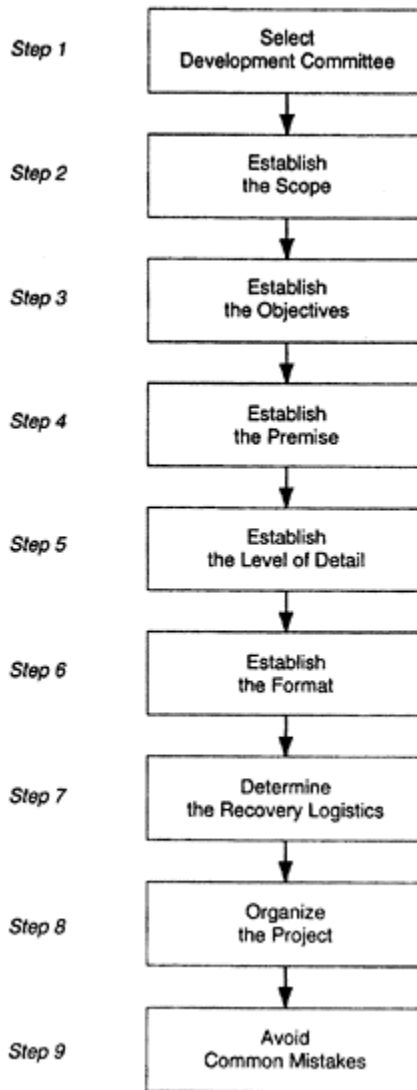 Step 1
Select
Development Committee
Step 2
Establish
the Scope
Step 3
Establish
the Objectives
Step 4
Establish
the Premise
Step 5
Establish
the Level of Detail
Step 6
Establish
the Format
Step 7
Determine
the Recovery Logistics
Step 8
Organize
the Project
Step 9
Avoid
Common Mistakes